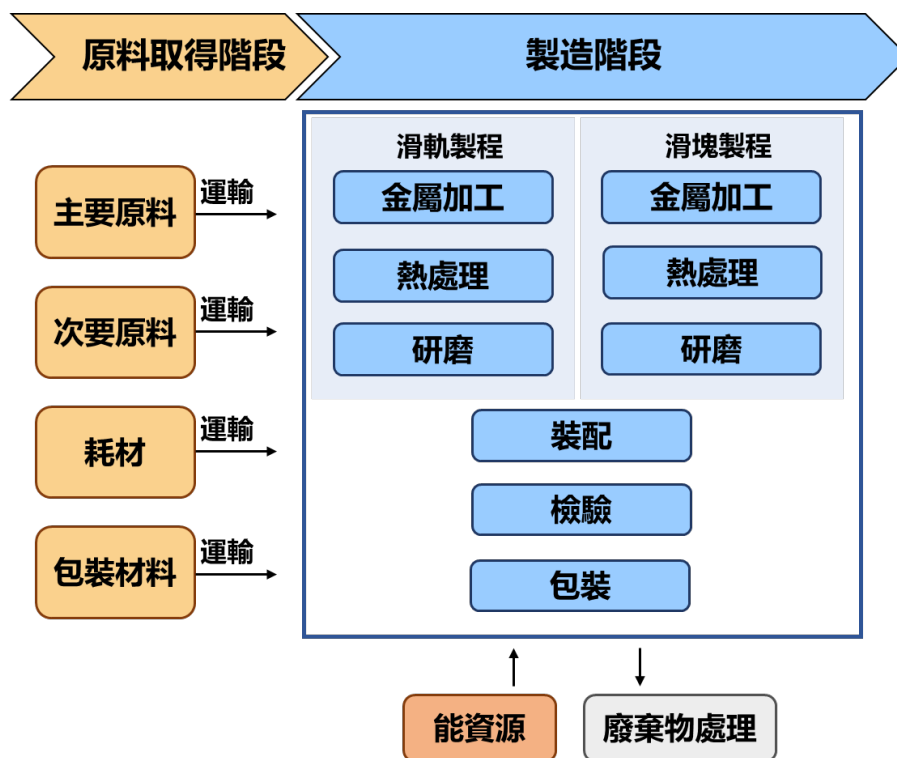 原料取得階段
製造階段
主要原料
運輸
次要原料
運輸
耗材
運輸
包裝材料
運輸
滑軌製程
金屬加工
熱處理
研磨
滑塊製程
金屬加工
熱處理
研磨
裝配
檢驗
包裝
能資源
廢棄物處理